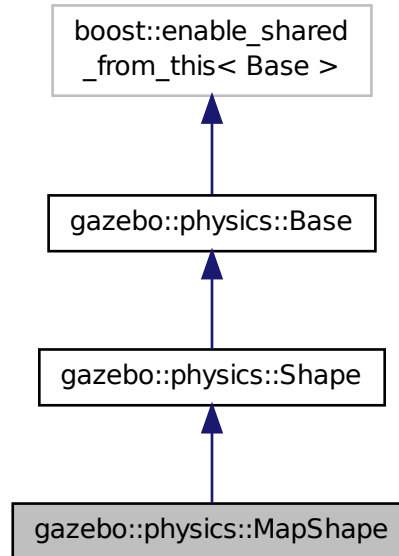 boost::enable_shared
_from_this< Base >
gazebo::physics::Base
gazebo::physics::Shape
gazebo::physics::MapShape